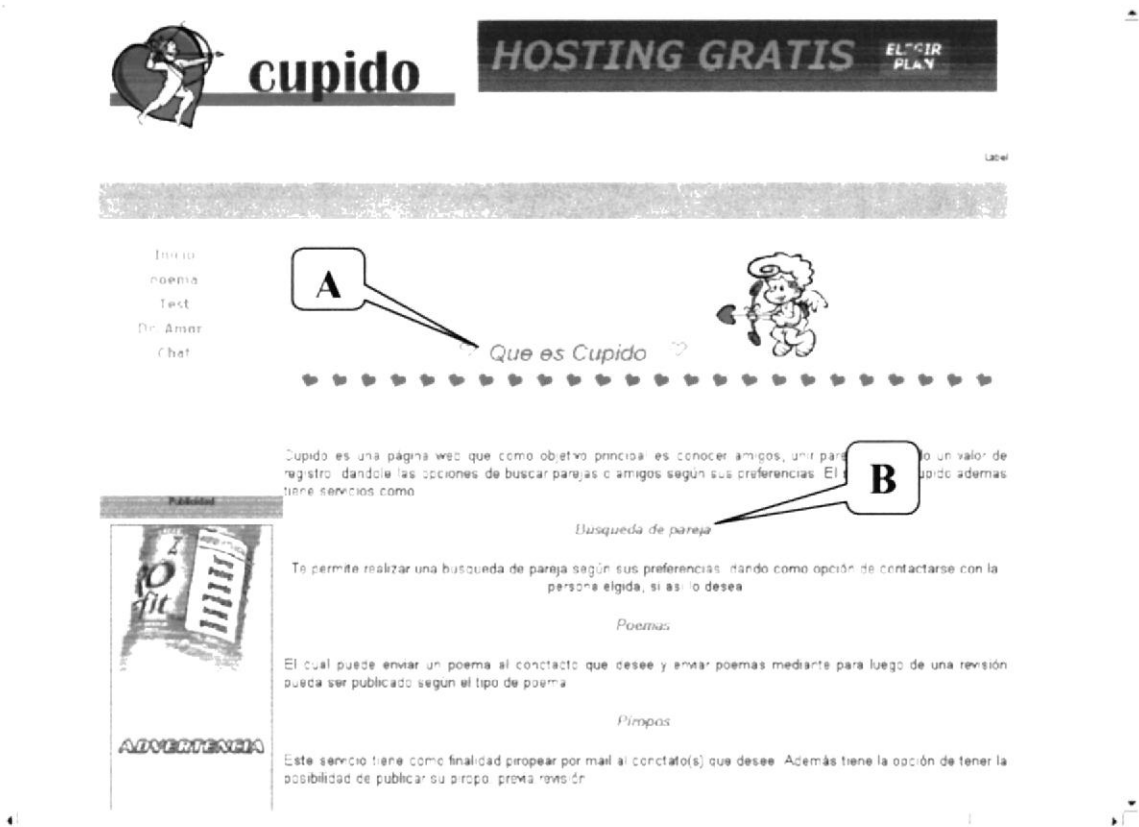 cupido
HOSTING GRATIS
ELEGIR
PLAN
Label
Inicio
Poema
Test
Dr. Amor
Chat
A
Que es Cupido
Cupido es una página web que como objetivo principal es conocer amigos, unir un valor de
registro, dandole las opciones de buscar parejas o amigos según sus preferencias. El cupido ademas
tiene servicios como
B
Publicidad
Busqueda de pareja
Te permite realizar una busqueda de pareja según sus preferencias, dando como opción de contactarse con la
persona elgida, si asi lo desea
Poemas
El cual puede enviar un poema al conctacto que desee y enviar poemas mediante para luego de una revisión
pueda ser publicado según el tipo de poema
Piropos
ADVERTENCIA
Este servicio tiene como finalidad piropear por mail al conctato(s) que desee. Además tiene la opción de tener la
posibilidad de publicar su piropo, previa revisión